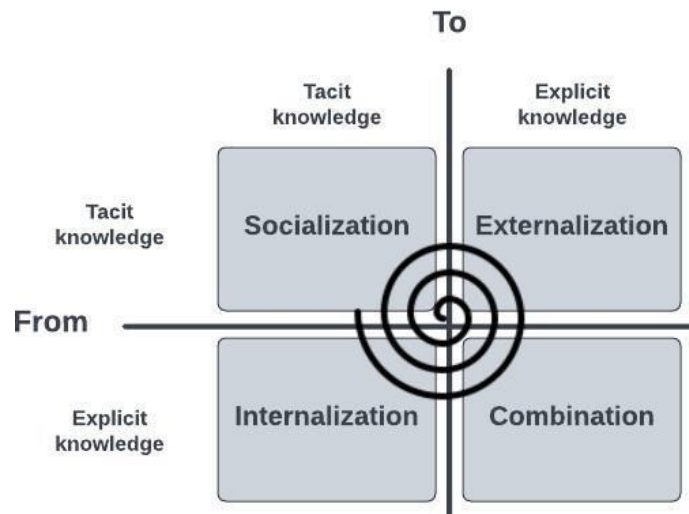 To
Tacit
knowledge
Explicit
knowledge
Tacit
knowledge
Socialization
Externalization
From
Explicit
knowledge
Internalization
Combination